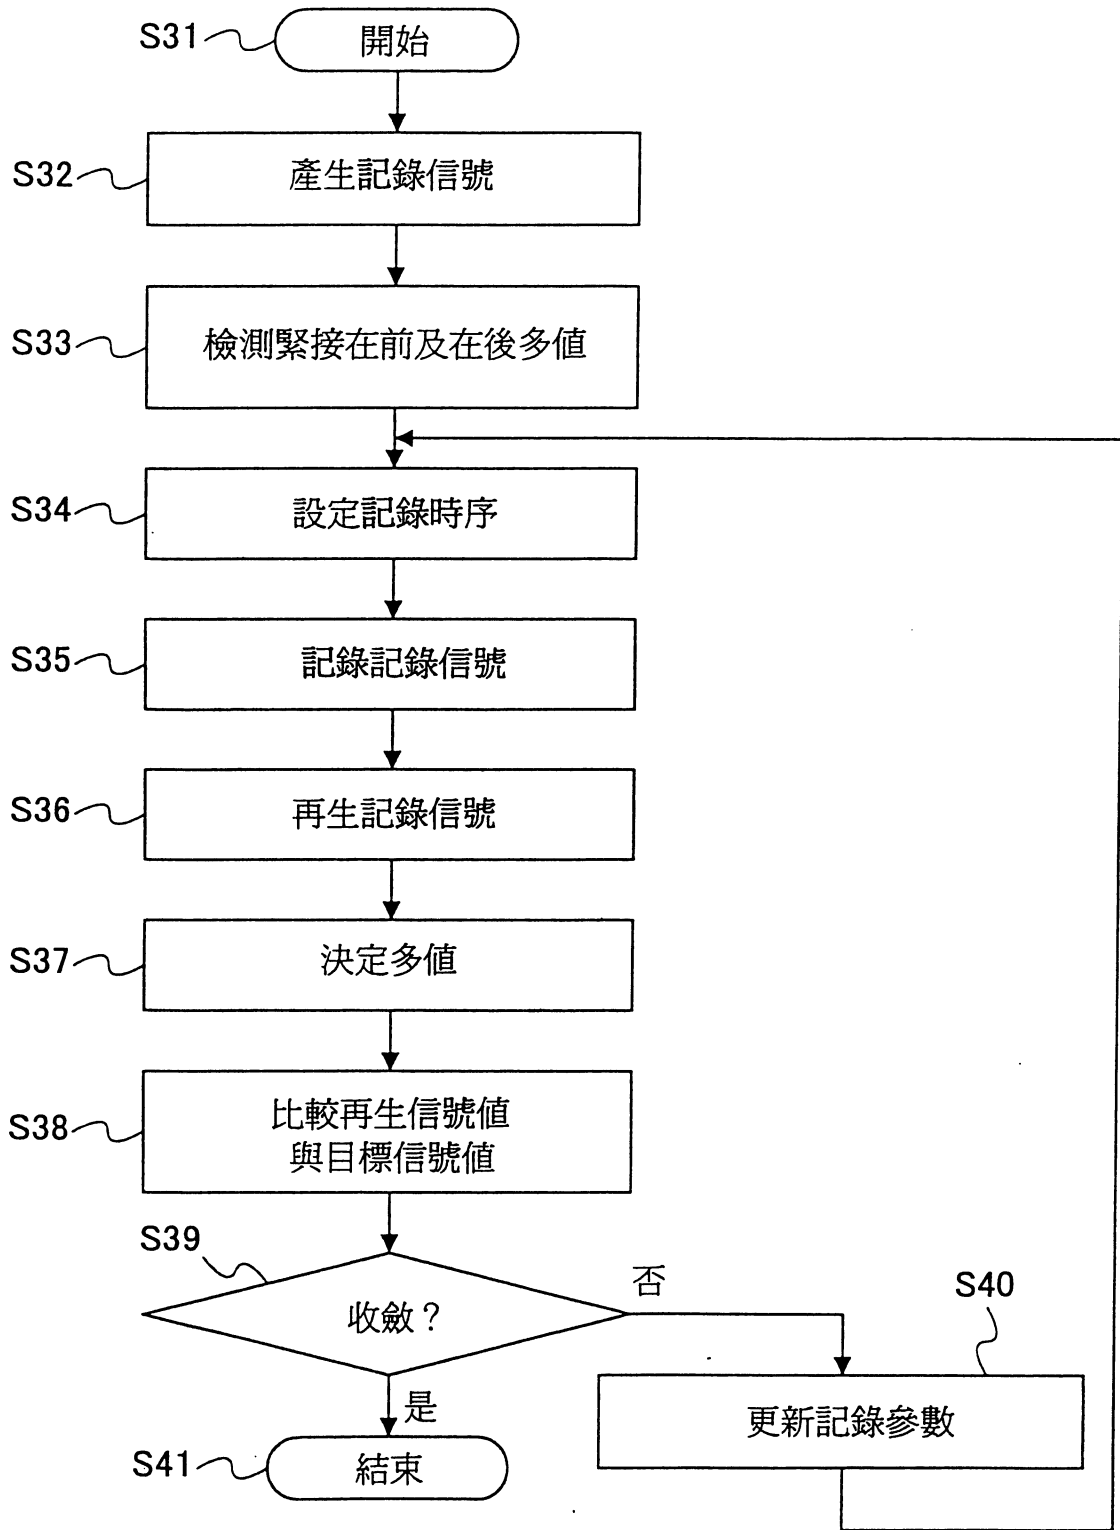 S31
開始
S32
產生記錄信號
S33
檢測緊接在前及在後多值
S34
設定記錄時序
S35
記錄記錄信號
S36
再生記錄信號
S37
決定多值
S38
比較再生信號值
與目標信號值
S39
收斂？
否
S40
更新記錄參數
是
S41
結束